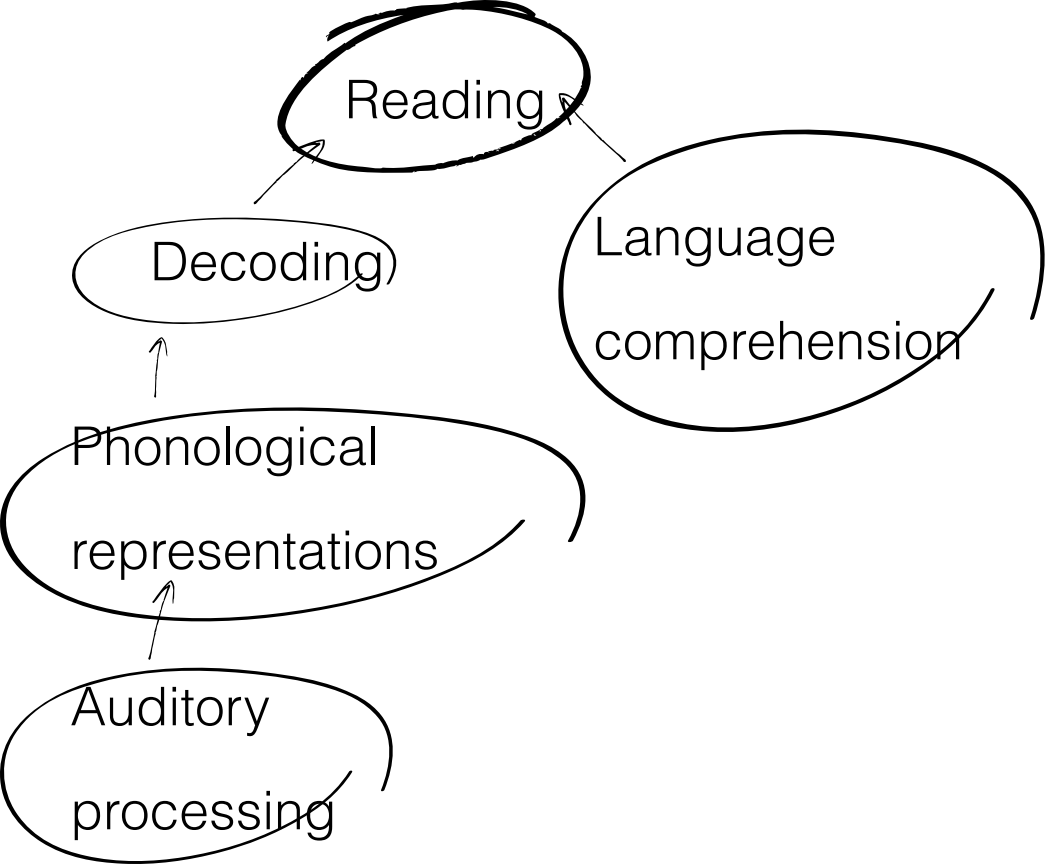 Reading
Decoding
Language
comprehension
Phonological
representations
Auditory
processing